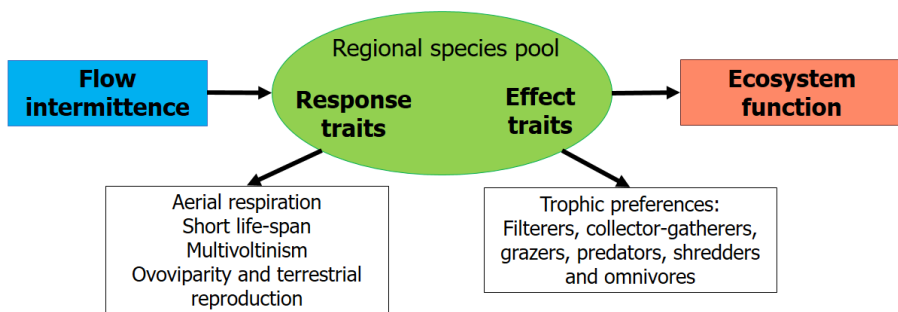 Regional species pool
Flow
intermittence
Response
traits
Effect
traits
Ecosystem
function
Aerial respiration
Short life-span
Multivoltinism
Ovoviparity and terrestrial
reproduction
Trophic preferences:
Filterers, collector-gatherers,
grazers, predators, shredders
and omnivores